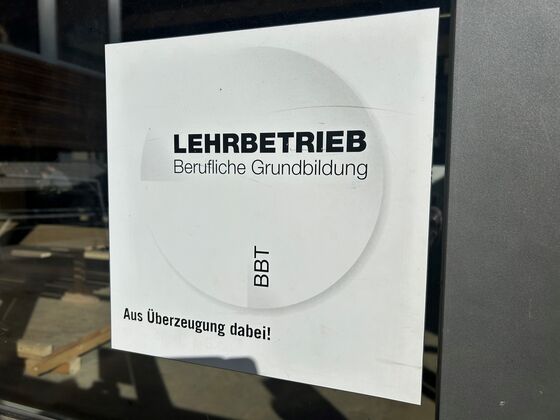 LEHRBETRIEB
Berufliche Grundbildung
BBT
Aus Überzeugung dabei!